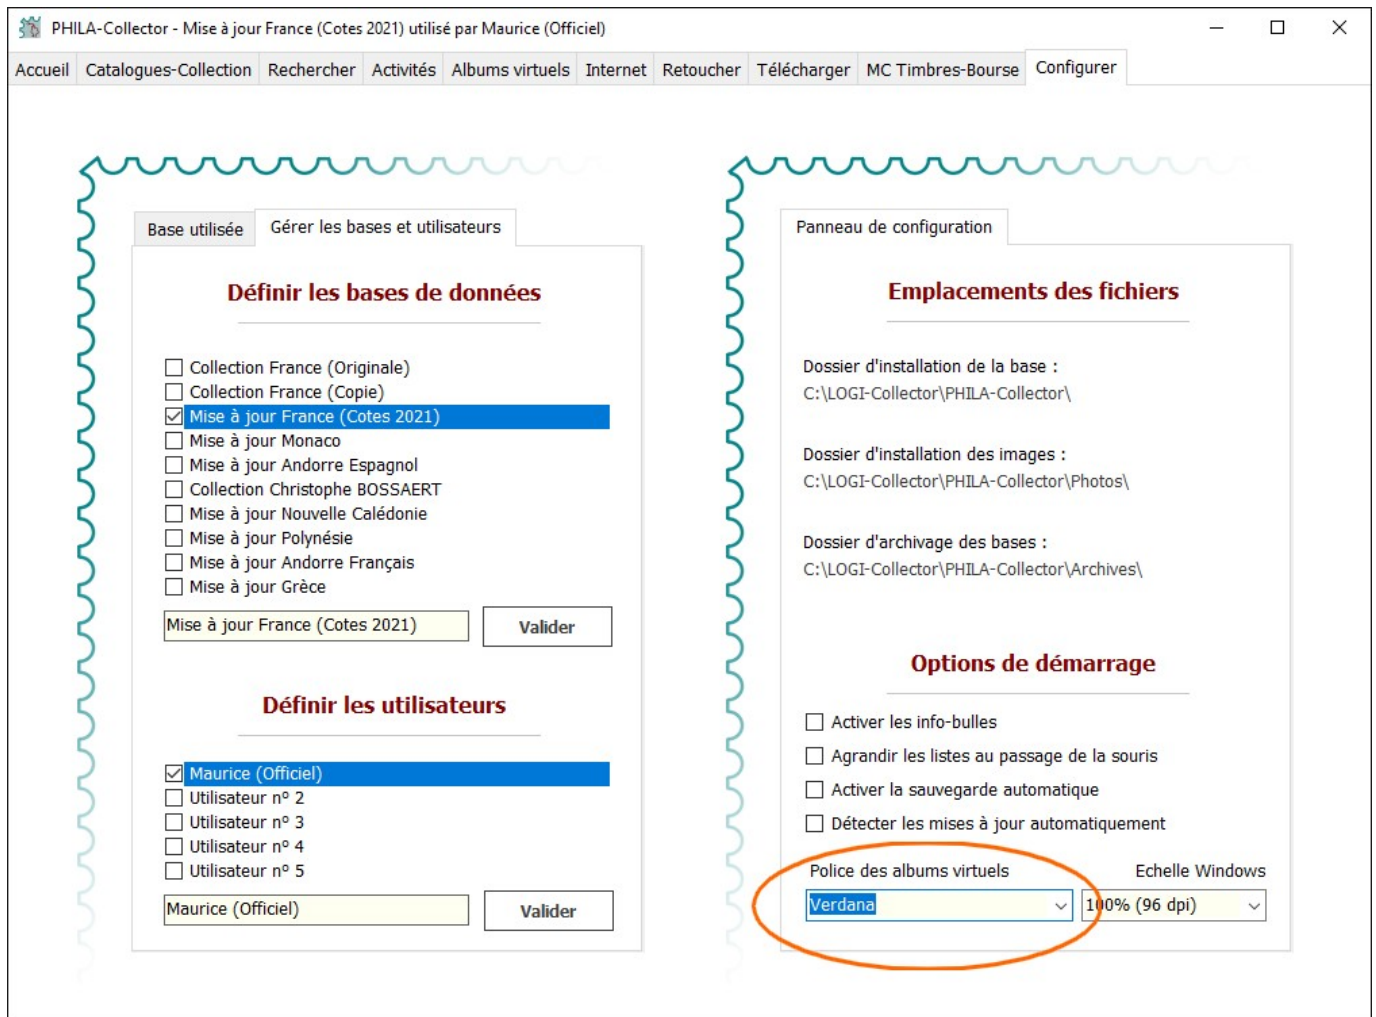 PHILA-Collector - Mise à jour France (Cotes 2021) utilisé par Maurice (Officiel)
Accueil Catalogues-Collection Rechercher Activités Albums virtuels Internet Retoucher Télécharger MC Timbres-Bourse Configurer
Base utilisée Gérer les bases et utilisateurs
Définir les bases de données
Collection France (Originale)
Collection France (Copie)
Mise à jour France (Cotes 2021)
Mise à jour Monaco
Mise à jour Andorre Espagnol
Collection Christophe BOSSAERT
Mise à jour Nouvelle Calédonie
Mise à jour Polynésie
Mise à jour Andorre Français
Mise à jour Grèce
Mise à jour France (Cotes 2021) Valider
Définir les utilisateurs
Maurice (Officiel)
Utilisateur nº 2
Utilisateur nº 3
Utilisateur nº 4
Utilisateur nº 5
Maurice (Officiel) Valider
Panneau de configuration
Emplacements des fichiers
Dossier d'installation de la base :
C:\LOGI-Collector\PHILA-Collector\
Dossier d'installation des images :
C:\LOGI-Collector\PHILA-Collector\Photos\
Dossier d'archivage des bases :
C:\LOGI-Collector\PHILA-Collector\Archives\
Options de démarrage
Activer les info-bulles
Agrandir les listes au passage de la souris
Activer la sauvegarde automatique
Détecter les mises à jour automatiquement
Police des albums virtuels Echelle Windows
Verdana 100% (96 dpi)